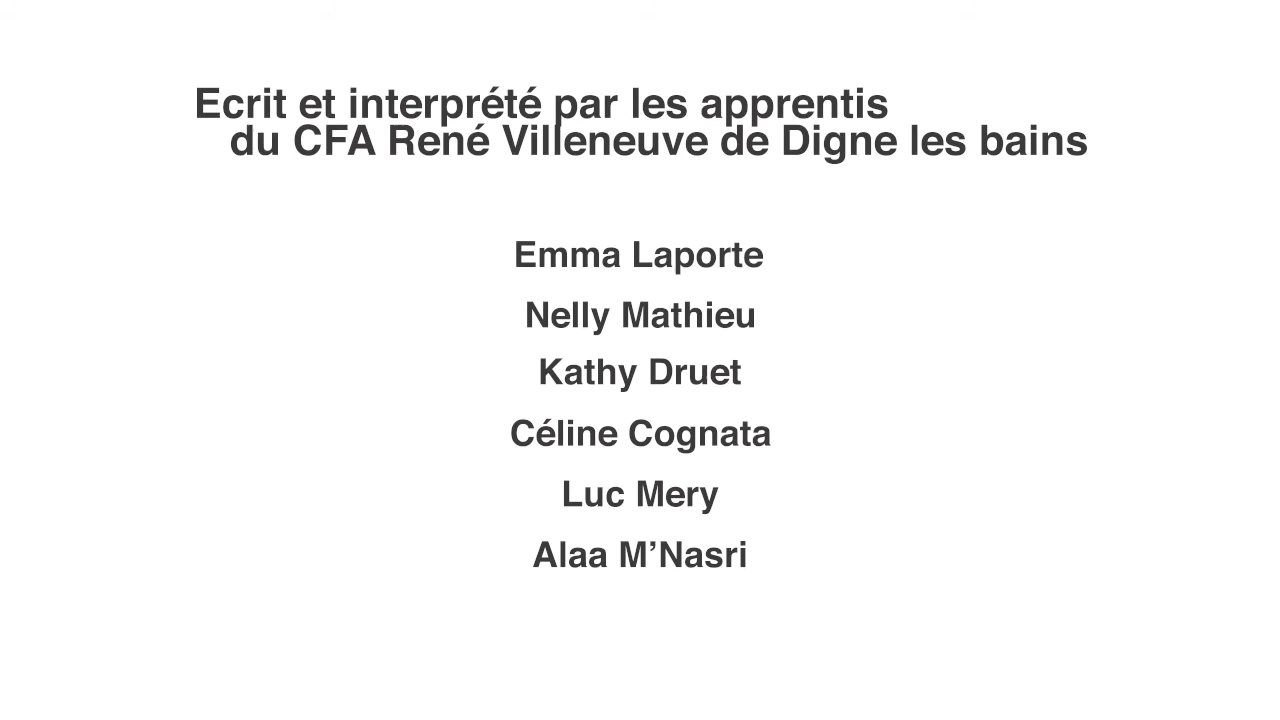 Ecrit et interprété par les apprentis
du CFA René Villeneuve de Digne les bains
Emma Laporte
Nelly Mathieu
Kathy Druet
Céline Cognata
Luc Mery
Alaa M’Nasri